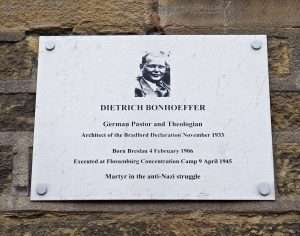 DIETRICH BONHOEFFER
German Pastor and Theologian
Architect of the Bradford Declaration November 1933
Born Breslau 4 February 1906
Executed at Flossenburg Concentration Camp 9 April 1945
Martyr in the anti-Nazi struggle